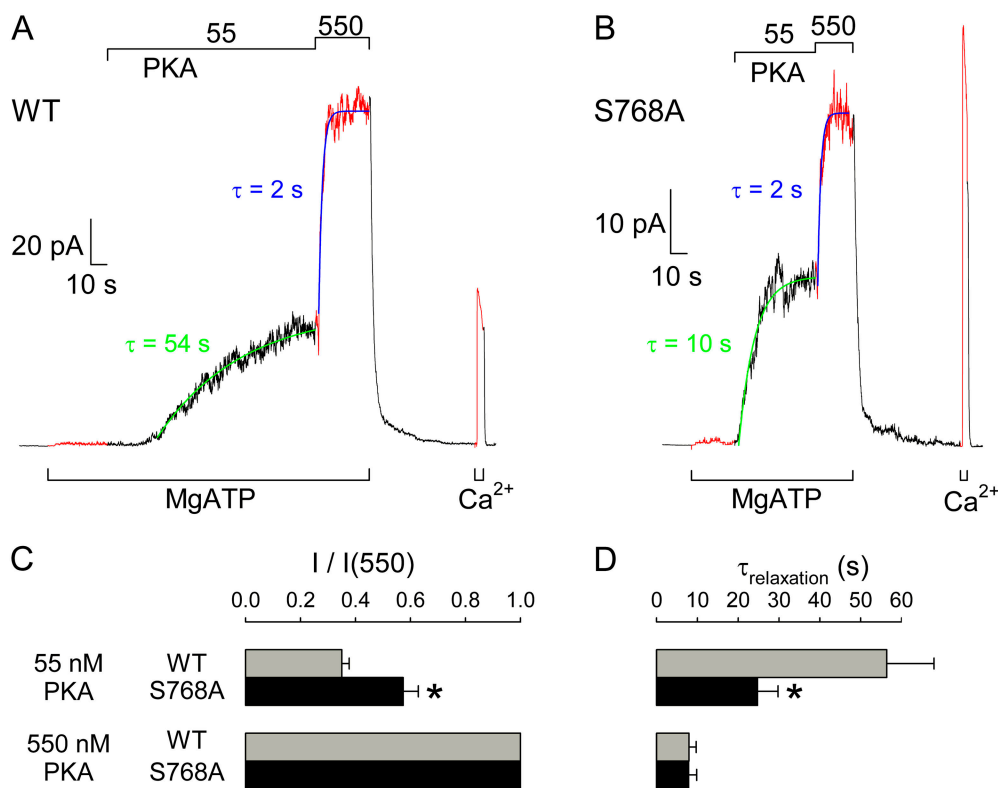 A
55
550
PKA
WT
τ = 2 s
20 pA
10 s
τ = 54 s
MgATP
Ca2+
B
55
550
PKA
S768A
τ = 2 s
10 pA
10 s
τ = 10 s
MgATP
Ca2+
C
I / I(550)
0.0 0.2 0.4 0.6 0.8 1.0
55 nM WT
PKA S768A
*
550 nM WT
PKA S768A
D
τrelaxation (s)
0 10 20 30 40 50 60
*